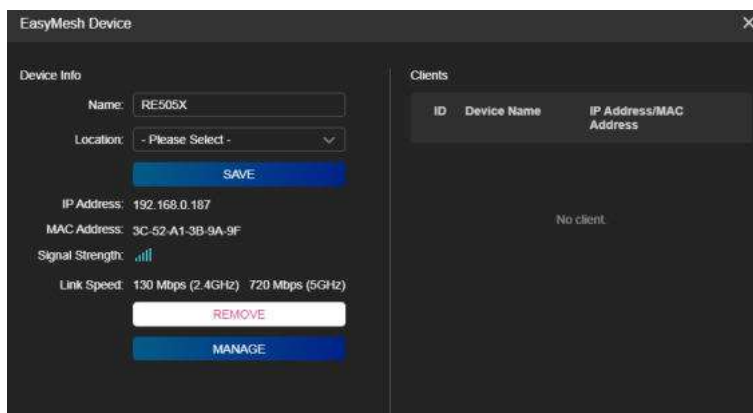 EasyMesh Device
Device Info
Name: RE505X
Location: - Please Select -
SAVE
IP Address: 192.168.0.187
MAC Address: 3C-52-A1-3B-9A-9F
Signal Strength:
Link Speed: 130 Mbps (2.4GHz) 720 Mbps (5GHz)
REMOVE
MANAGE
Clients
ID Device Name IP Address/MAC
Address
No client.